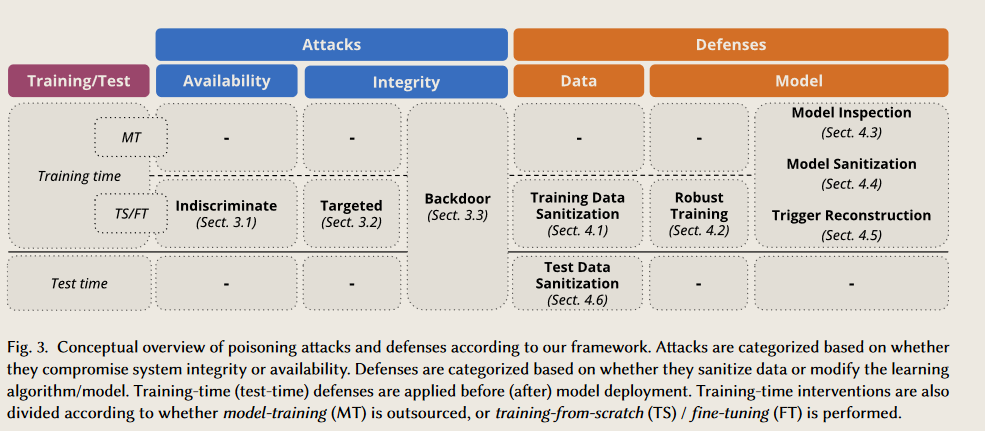 Attacks
Defenses
Training/Test
Availability
Integrity
Data
Model
MT
-
-
-
-
Model Inspection
(Sect. 4.3)
Model Sanitization
(Sect. 4.4)
Trigger Reconstruction
(Sect. 4.5)
Training time
TS/FT
Indiscriminate
(Sect. 3.1)
Targeted
(Sect. 3.2)
Backdoor
(Sect. 3.3)
Training Data
Sanitization
(Sect. 4.1)
Robust
Training
(Sect. 4.2)
Test time
-
-
Test Data
Sanitization
(Sect. 4.6)
-
-
Fig. 3. Conceptual overview of poisoning attacks and defenses according to our framework. Attacks are categorized based on whether
they compromise system integrity or availability. Defenses are categorized based on whether they sanitize data or modify the learning
algorithm/model. Training-time (test-time) defenses are applied before (after) model deployment. Training-time interventions are also
divided according to whether model-training (MT) is outsourced, or training-from-scratch (TS) / fine-tuning (FT) is performed.